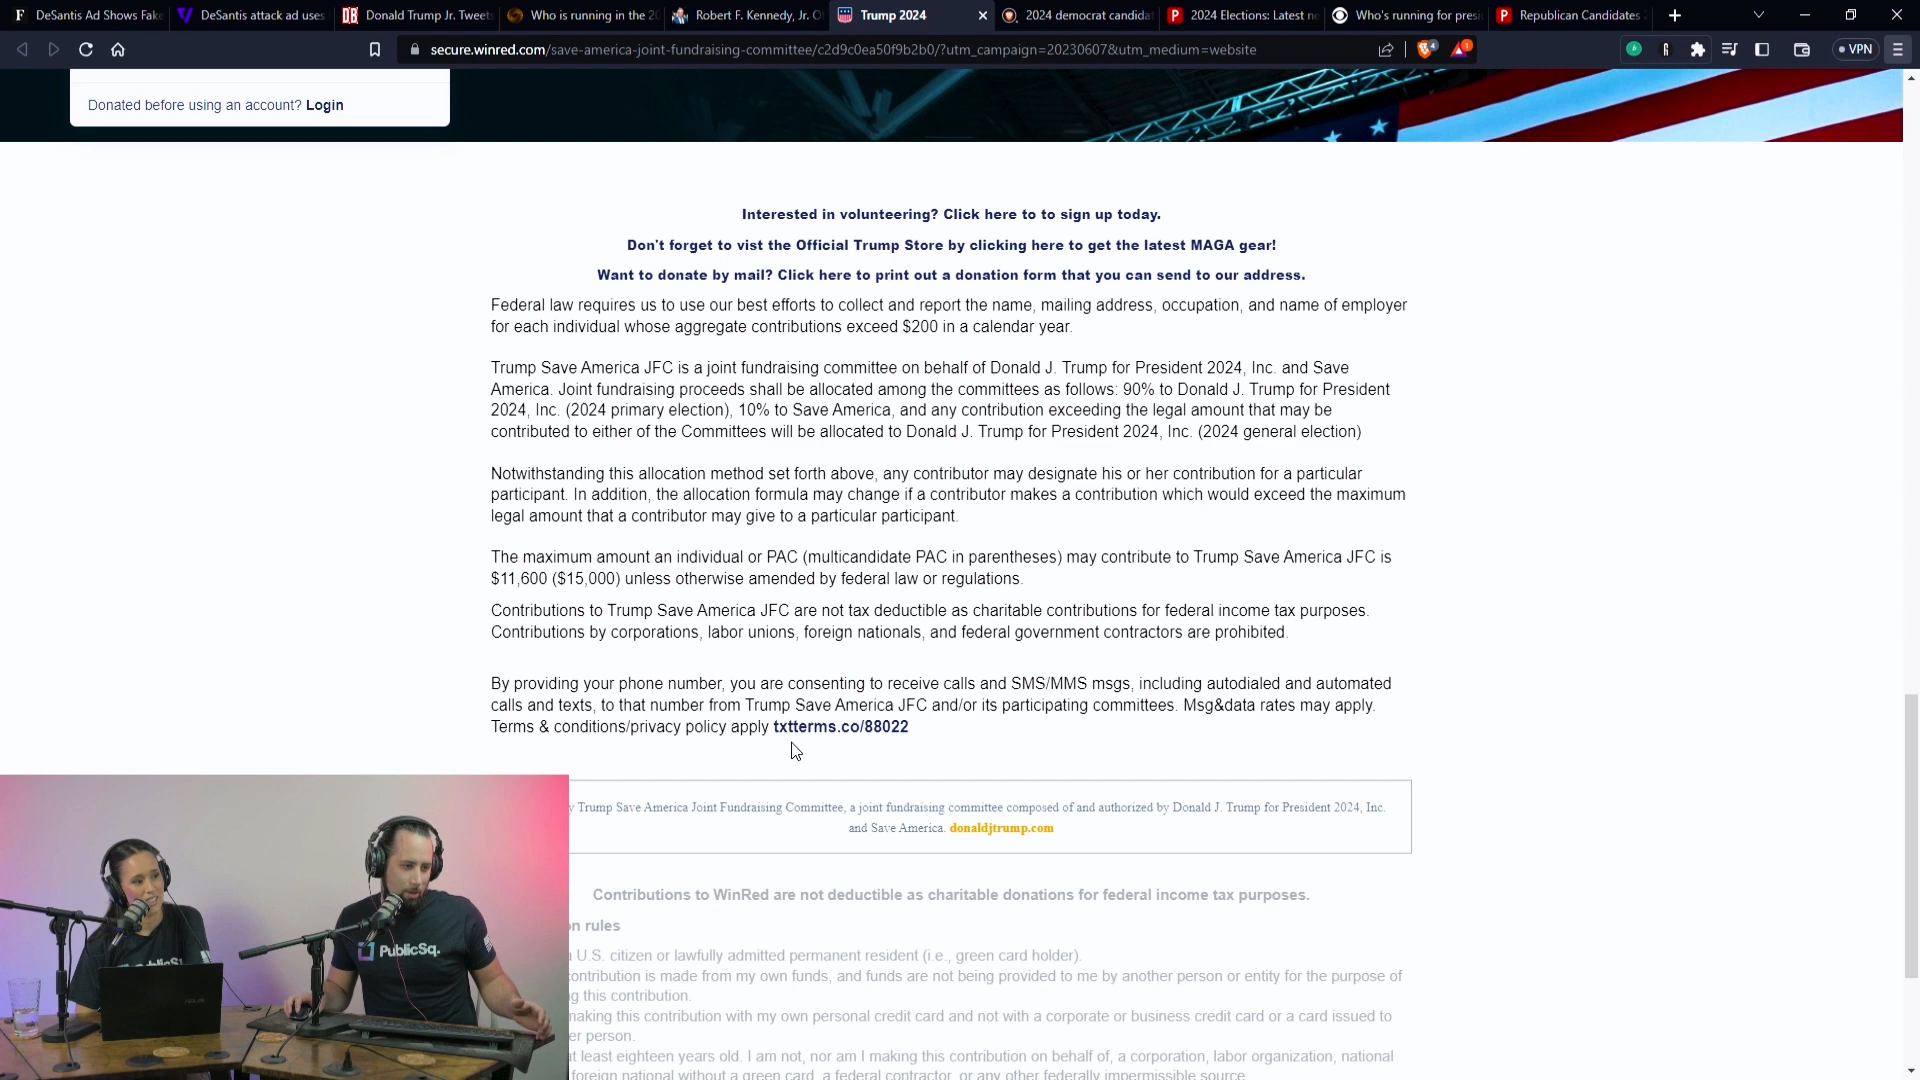 DeSantis Ad Shows Fake
DeSantis attack ad uses
Donald Trump Jr. Tweets
Who is running in the 20
Robert F. Kennedy, Jr. O
Trump 2024
2024 democrat candidat
2024 Elections: Latest ne
Who's running for presi
Republican Candidates 2
secure.winred.com/save-america-joint-fundraising-committee/c2d9c0ea50f9b2b0/?utm_campaign=20230607&utm_medium=website
VPN
Donated before using an account? Login
Interested in volunteering? Click here to to sign up today.
Don't forget to vist the Official Trump Store by clicking here to get the latest MAGA gear!
Want to donate by mail? Click here to print out a donation form that you can send to our address.
Federal law requires us to use our best efforts to collect and report the name, mailing address, occupation, and name of employer
for each individual whose aggregate contributions exceed $200 in a calendar year.
Trump Save America JFC is a joint fundraising committee on behalf of Donald J. Trump for President 2024, Inc. and Save
America. Joint fundraising proceeds shall be allocated among the committees as follows: 90% to Donald J. Trump for President
2024, Inc. (2024 primary election), 10% to Save America, and any contribution exceeding the legal amount that may be
contributed to either of the Committees will be allocated to Donald J. Trump for President 2024, Inc. (2024 general election)
Notwithstanding this allocation method set forth above, any contributor may designate his or her contribution for a particular
participant. In addition, the allocation formula may change if a contributor makes a contribution which would exceed the maximum
legal amount that a contributor may give to a particular participant.
The maximum amount an individual or PAC (multicandidate PAC in parentheses) may contribute to Trump Save America JFC is
$11,600 ($15,000) unless otherwise amended by federal law or regulations.
Contributions to Trump Save America JFC are not tax deductible as charitable contributions for federal income tax purposes.
Contributions by corporations, labor unions, foreign nationals, and federal government contractors are prohibited.
By providing your phone number, you are consenting to receive calls and SMS/MMS msgs, including autodialed and automated
calls and texts, to that number from Trump Save America JFC and/or its participating committees. Msg&data rates may apply.
Terms & conditions/privacy policy apply txtterms.co/88022
y Trump Save America Joint Fundraising Committee, a joint fundraising committee composed of and authorized by Donald J. Trump for President 2024, Inc.
and Save America. donaldjtrump.com
Contributions to WinRed are not deductible as charitable donations for federal income tax purposes.
on rules
a U.S. citizen or lawfully admitted permanent resident (i.e., green card holder).
contribution is made from my own funds, and funds are not being provided to me by another person or entity for the purpose of
g this contribution.
making this contribution with my own personal credit card and not with a corporate or business credit card or a card issued to
er person.
at least eighteen years old. I am not, nor am I making this contribution on behalf of, a corporation, labor organization, national
foreign national without a green card, a federal contractor, or any other federally impermissible source.
PublicSq.